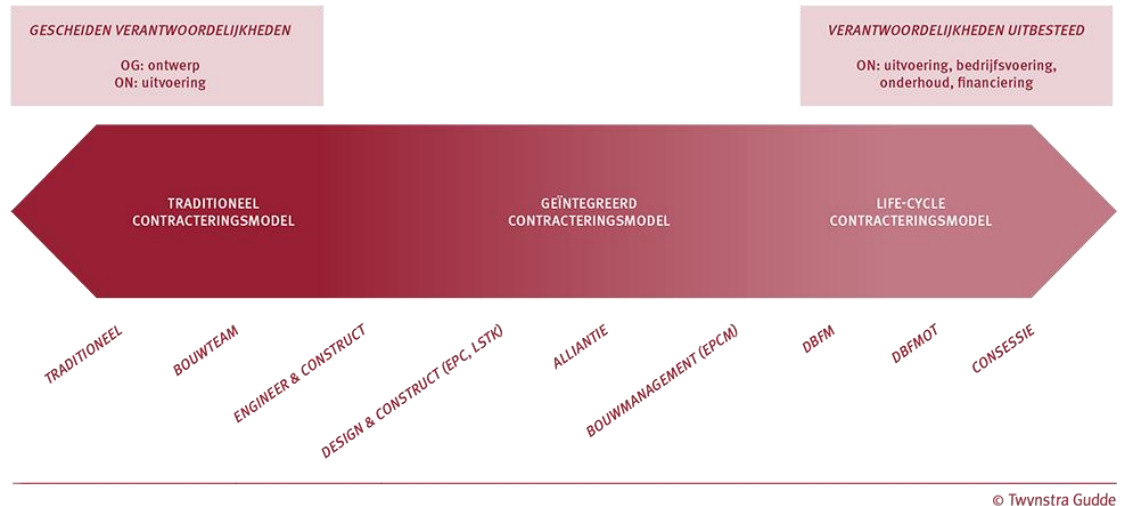 GESCHEIDEN VERANTWOORDELIJKHEDEN
OG: ontwerp
ON: uitvoering
VERANTWOORDELIJKHEDEN UITBESTEED
ON: uitvoering, bedrijfsvoering,
onderhoud, financiering
TRADITIONEEL
CONTRACTERINGSMODEL
GEÏNTEGREERD
CONTRACTERINGSMODEL
LIFE-CYCLE
CONTRACTERINGSMODEL
TRADITIONEEL
BOUWTEAM
ENGINEER & CONSTRUCT
DESIGN & CONSTRUCT (EPC, LSTK)
ALLIANTIE
BOUWMANAGEMENT (EPCM)
DBFM
DBFMOT
CONSESSIE
© Twynstra Gudde